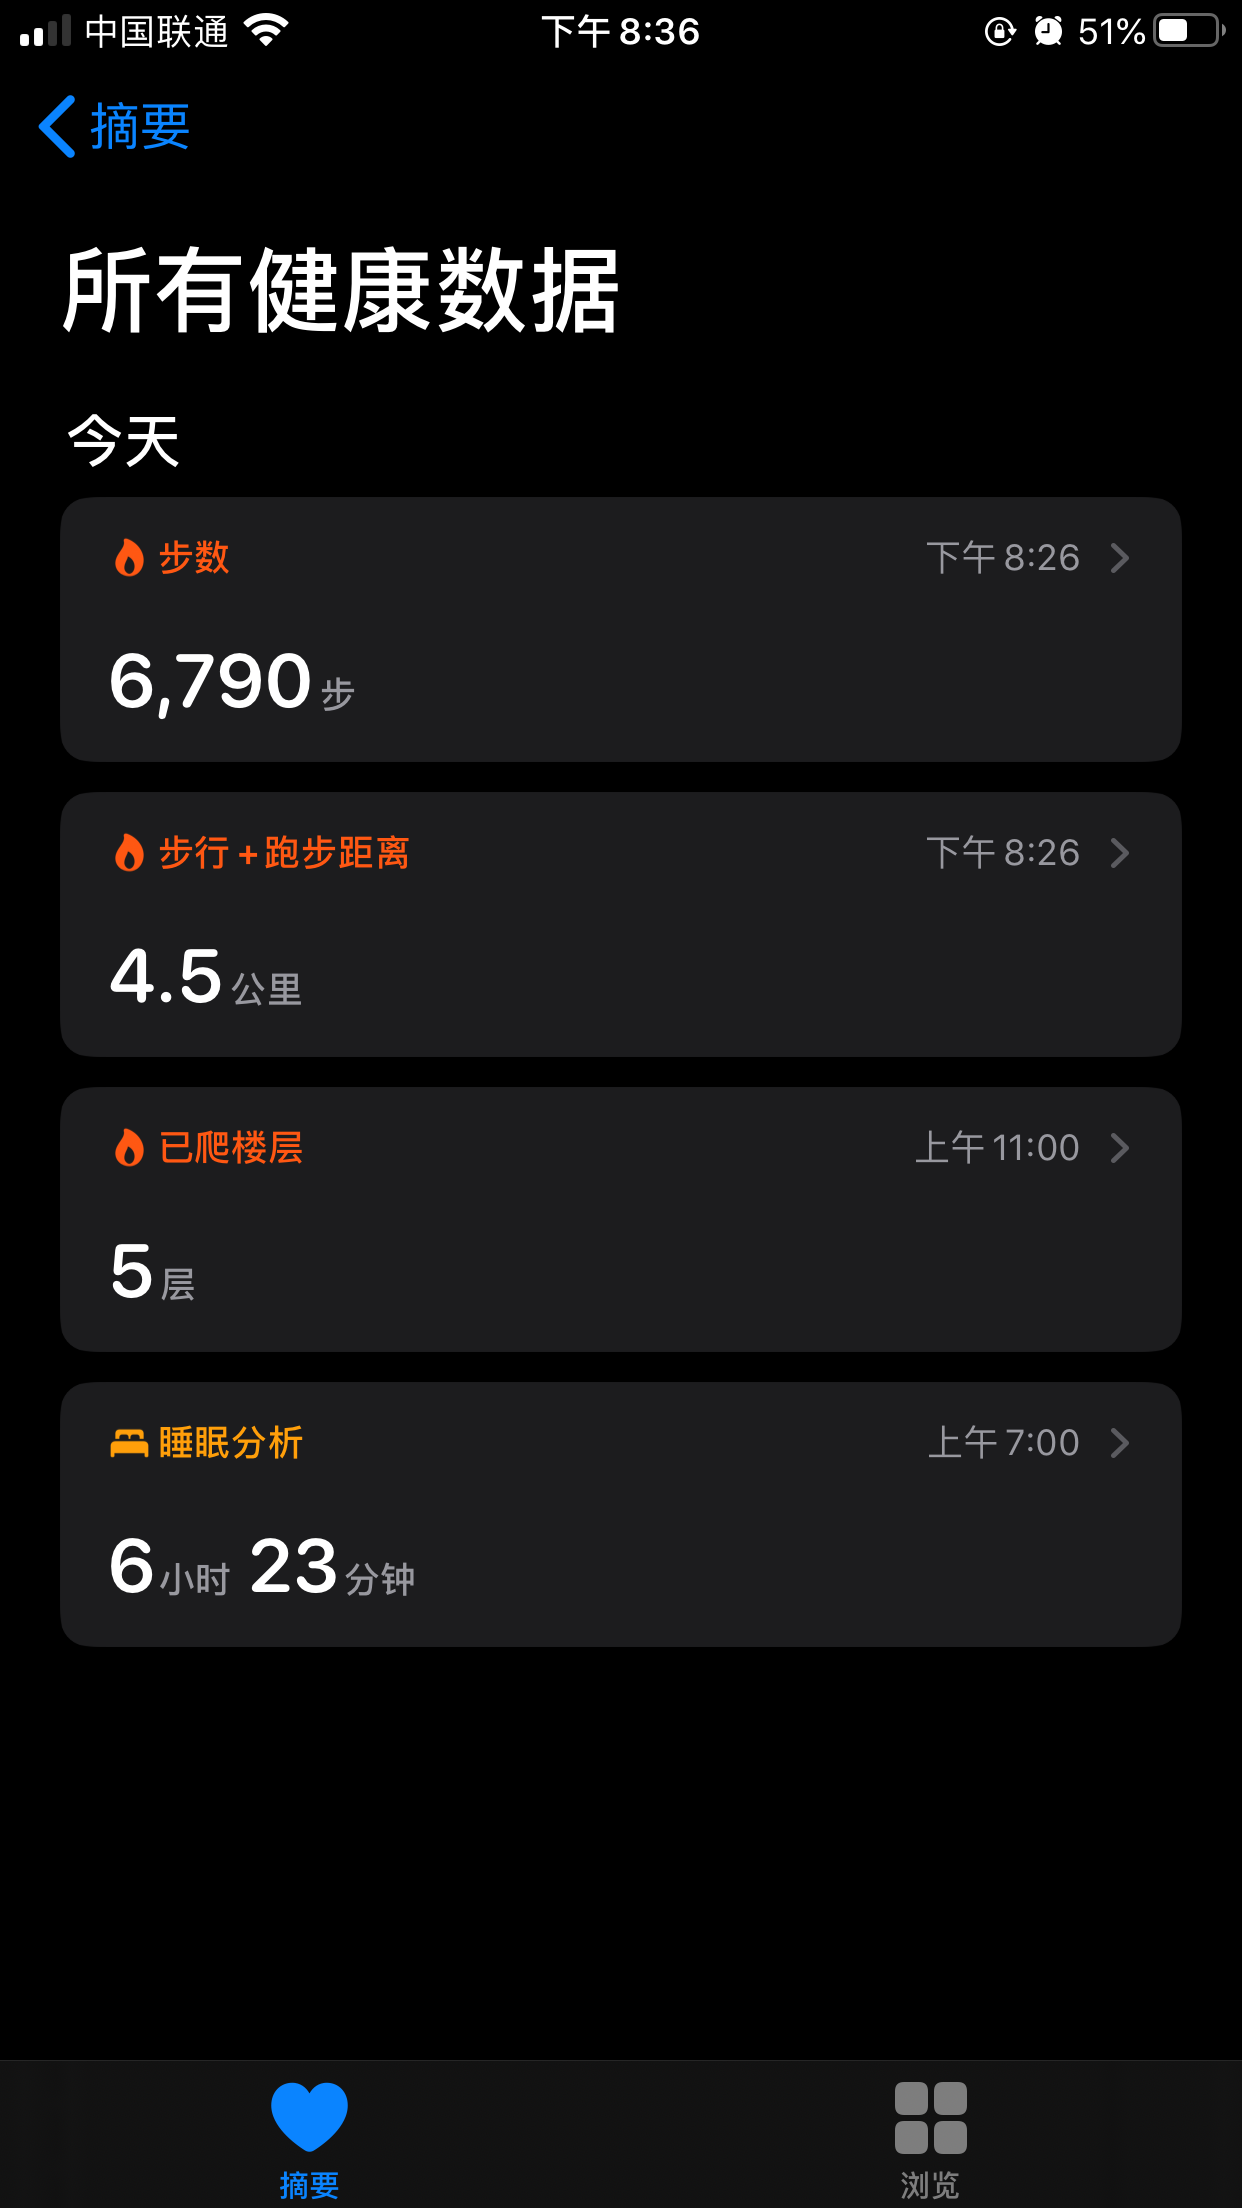 中国联通 下午 8:36 51%
摘要
所有健康数据
今天
步数 下午 8:26
6,790 步
步行 + 跑步距离 下午 8:26
4.5 公里
已爬楼层 上午 11:00
5 层
睡眠分析 上午 7:00
6 小时 23 分钟
摘要 浏览